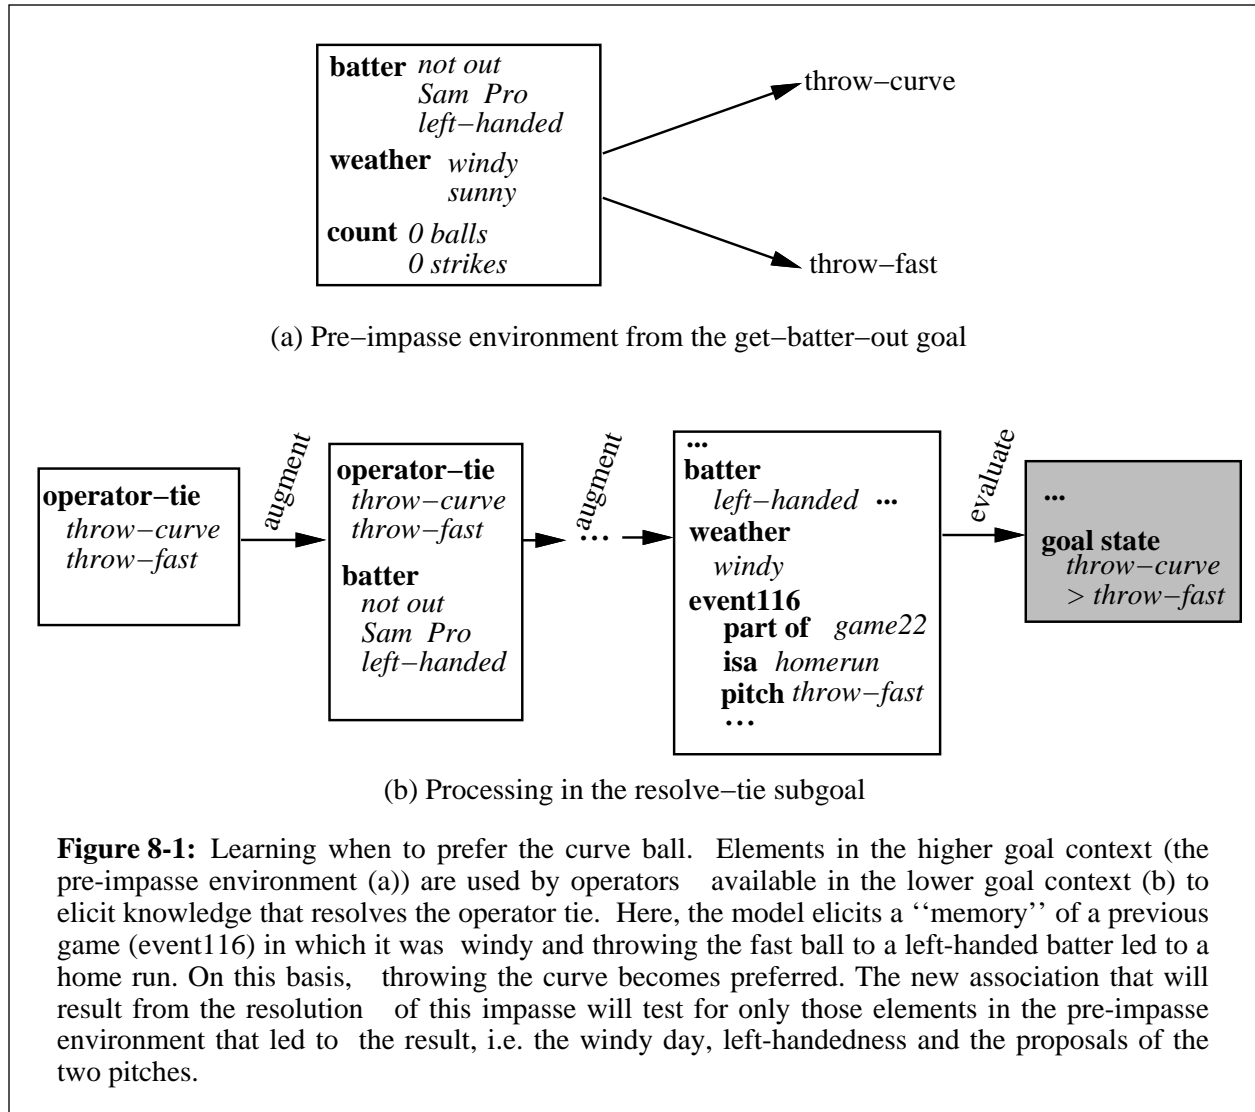 batter not out
Sam Pro
left−handed
weather windy
sunny
count 0 balls
0 strikes
throw−curve
throw−fast
(a) Pre−impasse environment from the get−batter−out goal
operator−tie
throw−curve
throw−fast
augment
operator−tie
throw−curve
throw−fast
batter
not out
Sam Pro
left−handed
augment
...
...
batter
left−handed ...
weather
windy
event116
part of game22
isa homerun
pitch throw−fast
...
evaluate
...
goal state
throw−curve
> throw−fast
(b) Processing in the resolve−tie subgoal
Figure 8-1: Learning when to prefer the curve ball. Elements in the higher goal context (the
pre-impasse environment (a)) are used by operators available in the lower goal context (b) to
elicit knowledge that resolves the operator tie. Here, the model elicits a ‘‘memory’’ of a previous
game (event116) in which it was windy and throwing the fast ball to a left-handed batter led to a
home run. On this basis, throwing the curve becomes preferred. The new association that will
result from the resolution of this impasse will test for only those elements in the pre-impasse
environment that led to the result, i.e. the windy day, left-handedness and the proposals of the
two pitches.